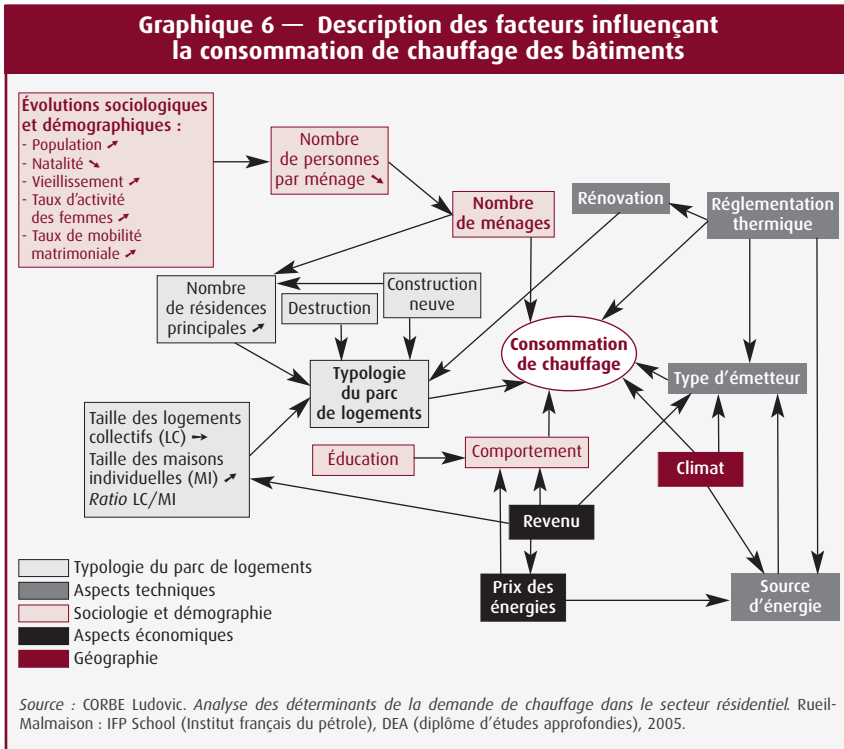 Graphique 6 — Description des facteurs influençant
la consommation de chauffage des bâtiments
Évolutions sociologiques
et démographiques :
- Population ➚
- Natalité ➘
- Vieillissement ➚
- Taux d'activité
des femmes ➚
- Taux de mobilité
matrimoniale ➚
Nombre
de personnes
par ménage ➘
Nombre
de ménages
Rénovation
Réglementation
thermique
Nombre
de résidences
principales ➚
Destruction
Construction
neuve
Consommation
de chauffage
Typologie
du parc
de logements
Type d'émetteur
Taille des logements
collectifs (LC) ➙
Taille des maisons
individuelles (MI) ➚
Ratio LC/MI
Éducation
Comportement
Climat
Revenu
Prix des
énergies
Source
d'énergie
Typologie du parc de logements
Aspects techniques
Sociologie et démographie
Aspects économiques
Géographie
Source : CORBE Ludovic. Analyse des déterminants de la demande de chauffage dans le secteur résidentiel. Rueil-
Malmaison : IFP School (Institut français du pétrole), DEA (diplôme d'études approfondies), 2005.